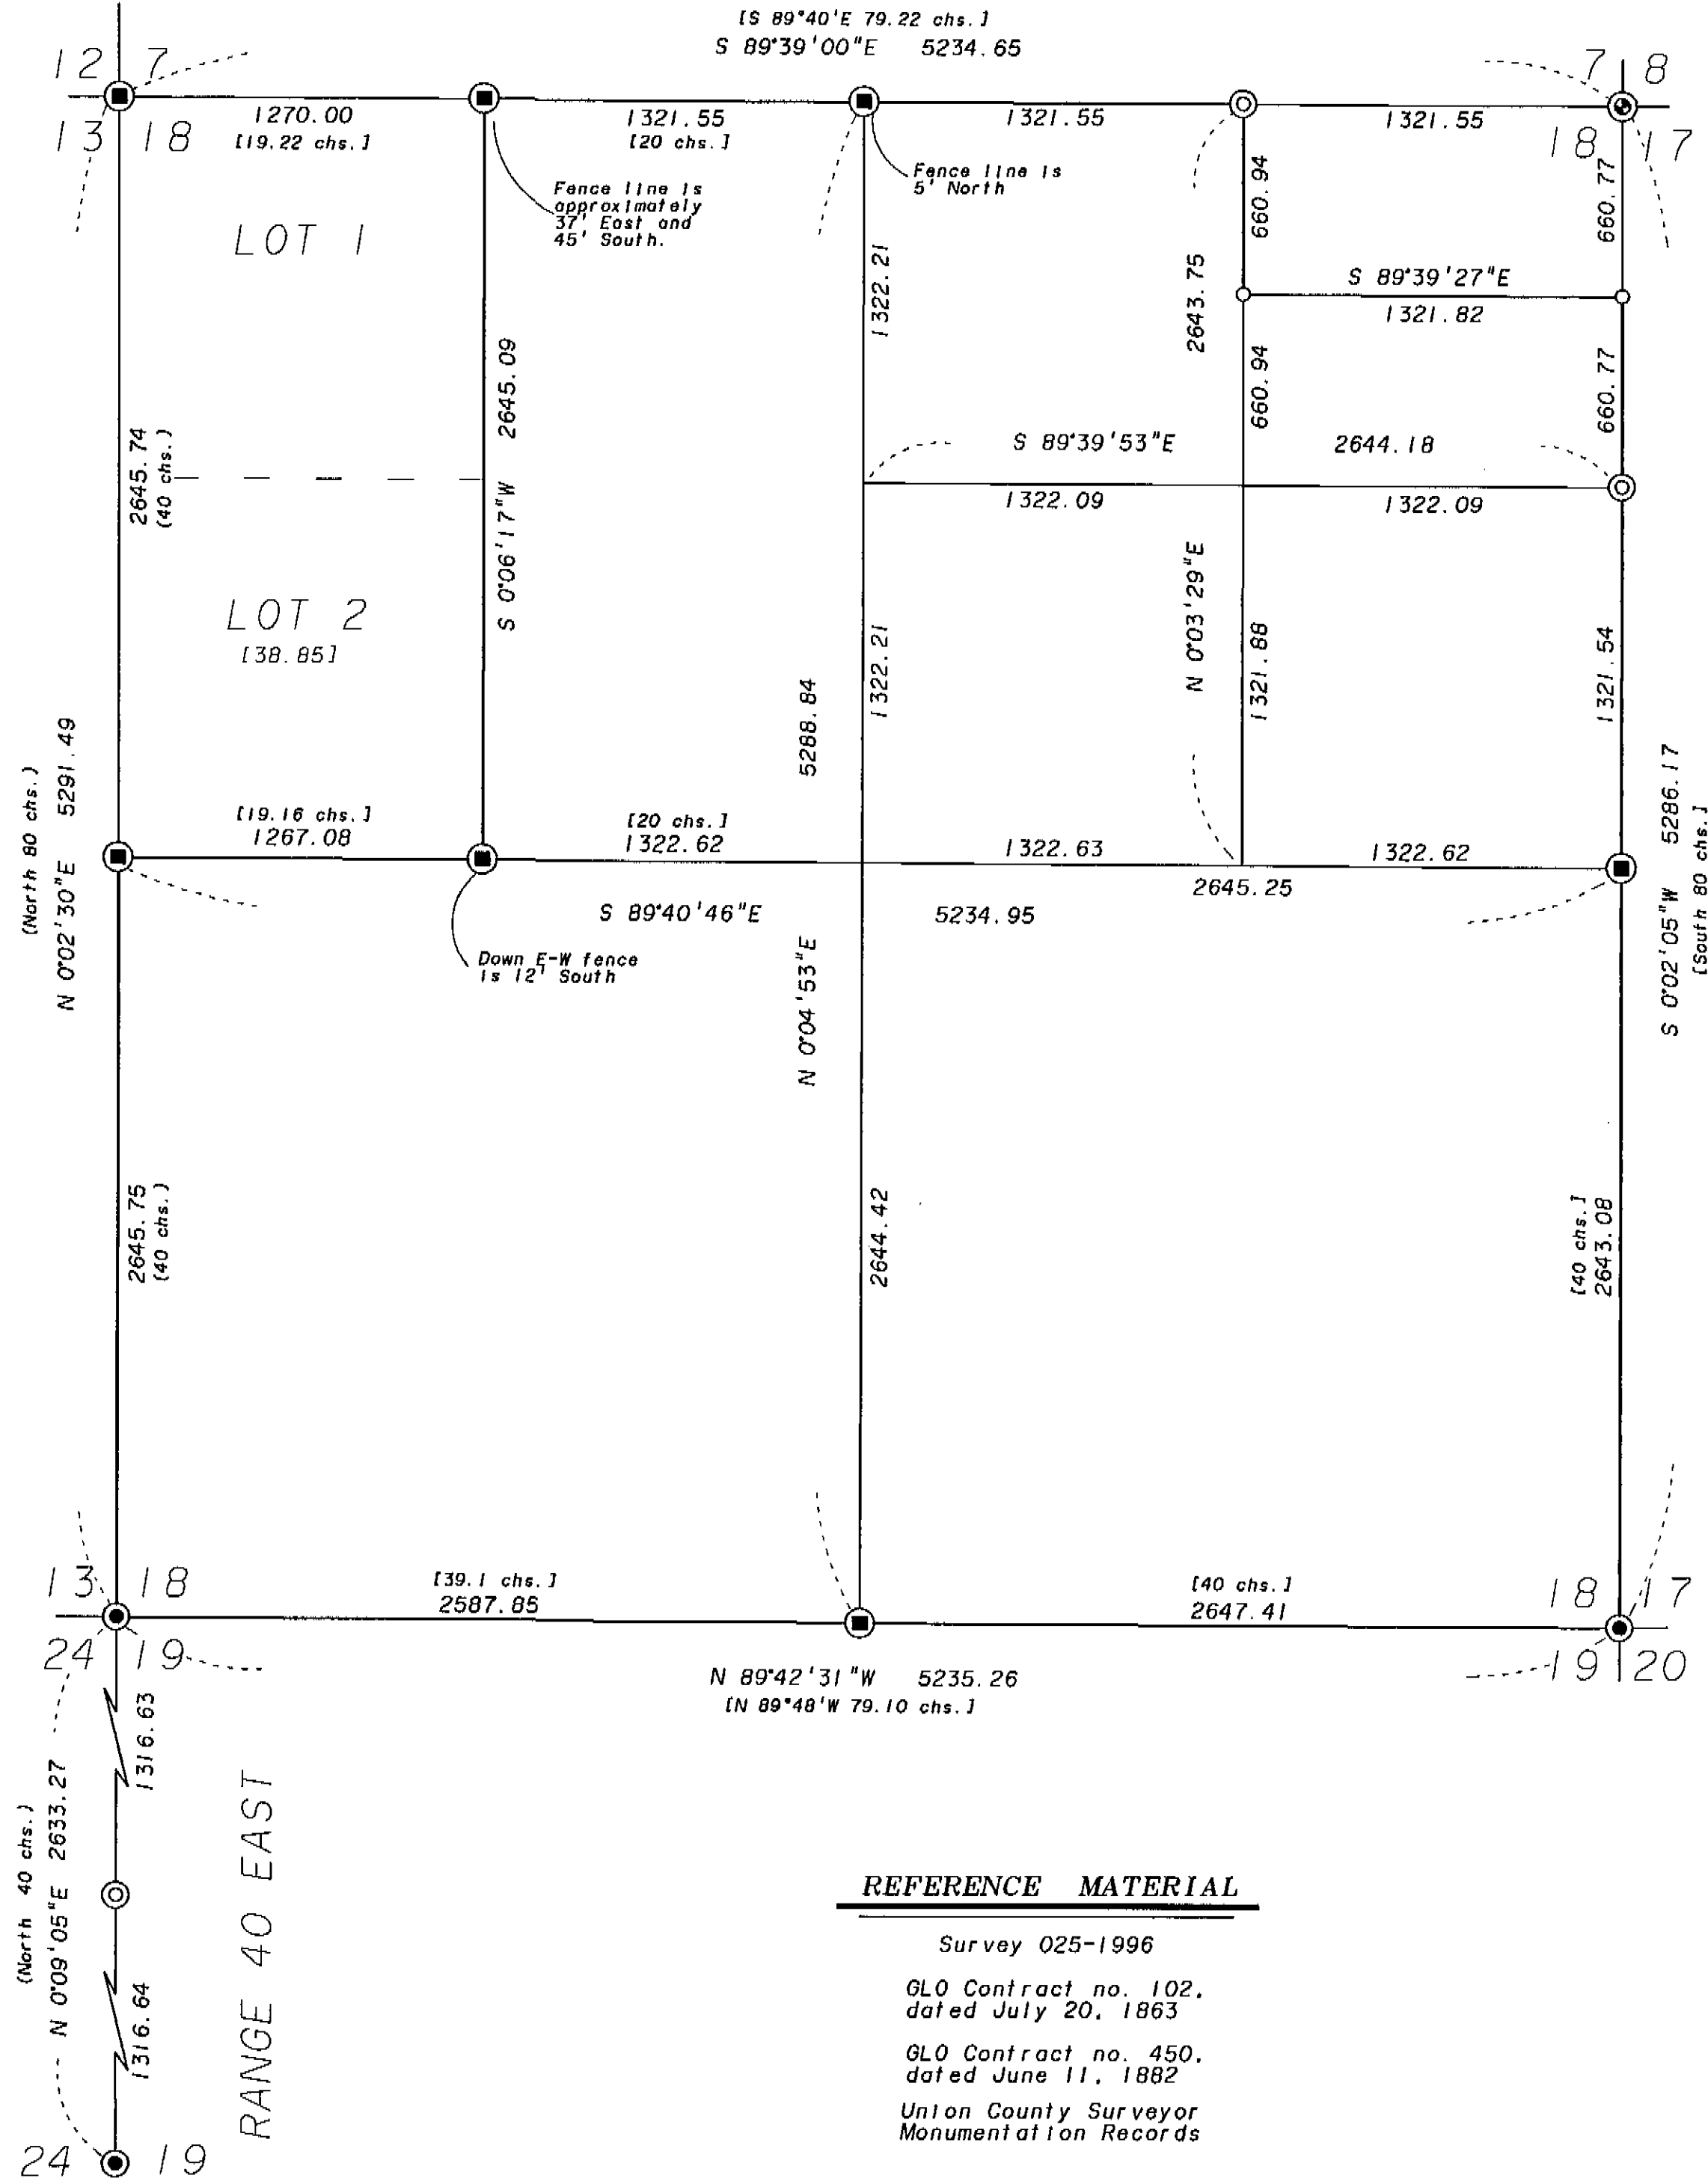 [S 89°40'E 79.22 chs.]
S 89°39'00"E 5234.65
12 7
7 8
13 18
18 17
1270.00
[19.22 chs.]
1321.55
[20 chs.]
1321.55
1321.55
Fence line is
approximately
37' East and
45' South.
Fence line is
5' North
LOT 1
660.94
660.77
1322.21
2643.75
S 89°39'27"E
1321.82
2645.09
660.94
660.77
2645.74
(40 chs.)
S 89°39'53"E 2644.18
1322.09
1322.09
S 0°06'17"W
LOT 2
[38.85]
N 0°03'29"E
1322.21
1321.88
1321.54
5288.84
(North 80 chs.)
N 0°02'30"E 5291.49
S 0°02'05"W 5286.17
[South 80 chs.]
[19.16 chs.]
1267.08
[20 chs.]
1322.62
1322.63
1322.62
2645.25
S 89°40'46"E 5234.95
Down E-W fence
is 12' South
N 0°04'53"E
2645.75
(40 chs.)
2644.42
[40 chs.]
2643.08
13 18
[39.1 chs.]
2587.85
[40 chs.]
2647.41
18 17
24 19
19 20
N 89°42'31"W 5235.26
[N 89°48'W 79.10 chs.]
1316.63
(North 40 chs.)
N 0°09'05"E 2633.27
1316.64
RANGE 40 EAST
24 19
REFERENCE MATERIAL
Survey 025-1996
GLO Contract no. 102,
dated July 20, 1863
GLO Contract no. 450,
dated June 11, 1882
Union County Surveyor
Monumentation Records